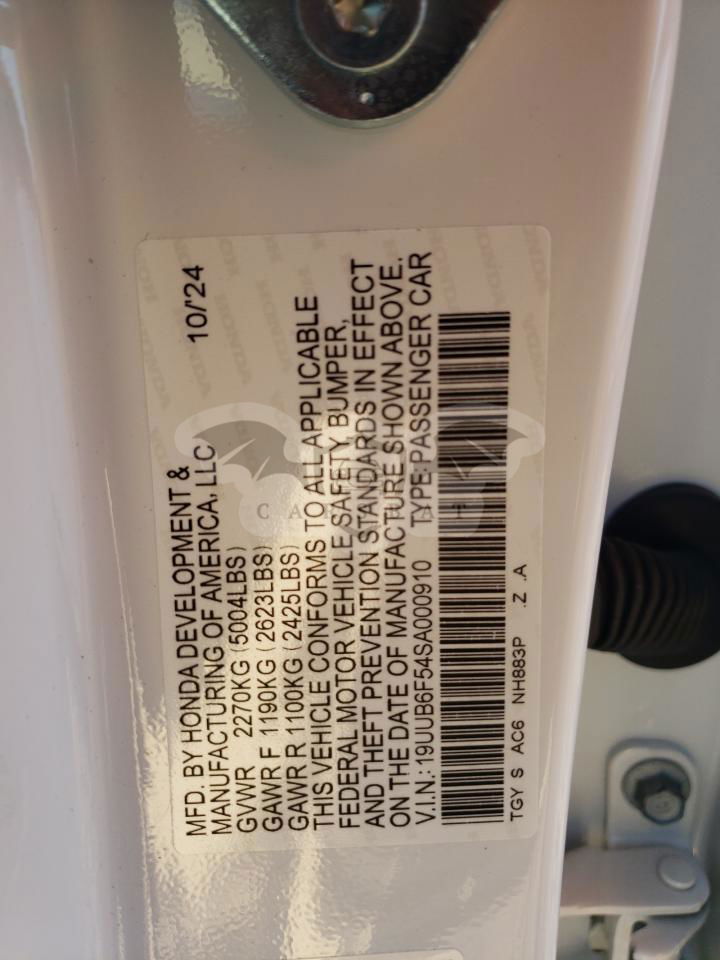 MFD. BY HONDA DEVELOPMENT & 10/'24
MANUFACTURING OF AMERICA, LLC
GVWR 2270KG (5004LBS)
GAWR F 1190KG (2623LBS)
GAWR R 1100KG (2425LBS)
THIS VEHICLE CONFORMS TO ALL APPLICABLE
FEDERAL MOTOR VEHICLE SAFETY, BUMPER,
AND THEFT PREVENTION STANDARDS IN EFFECT
ON THE DATE OF MANUFACTURE SHOWN ABOVE.
V.I.N.: 19UUB6F54SA000910 TYPE: PASSENGER CAR
TGY S AC6 NH883P .Z .A